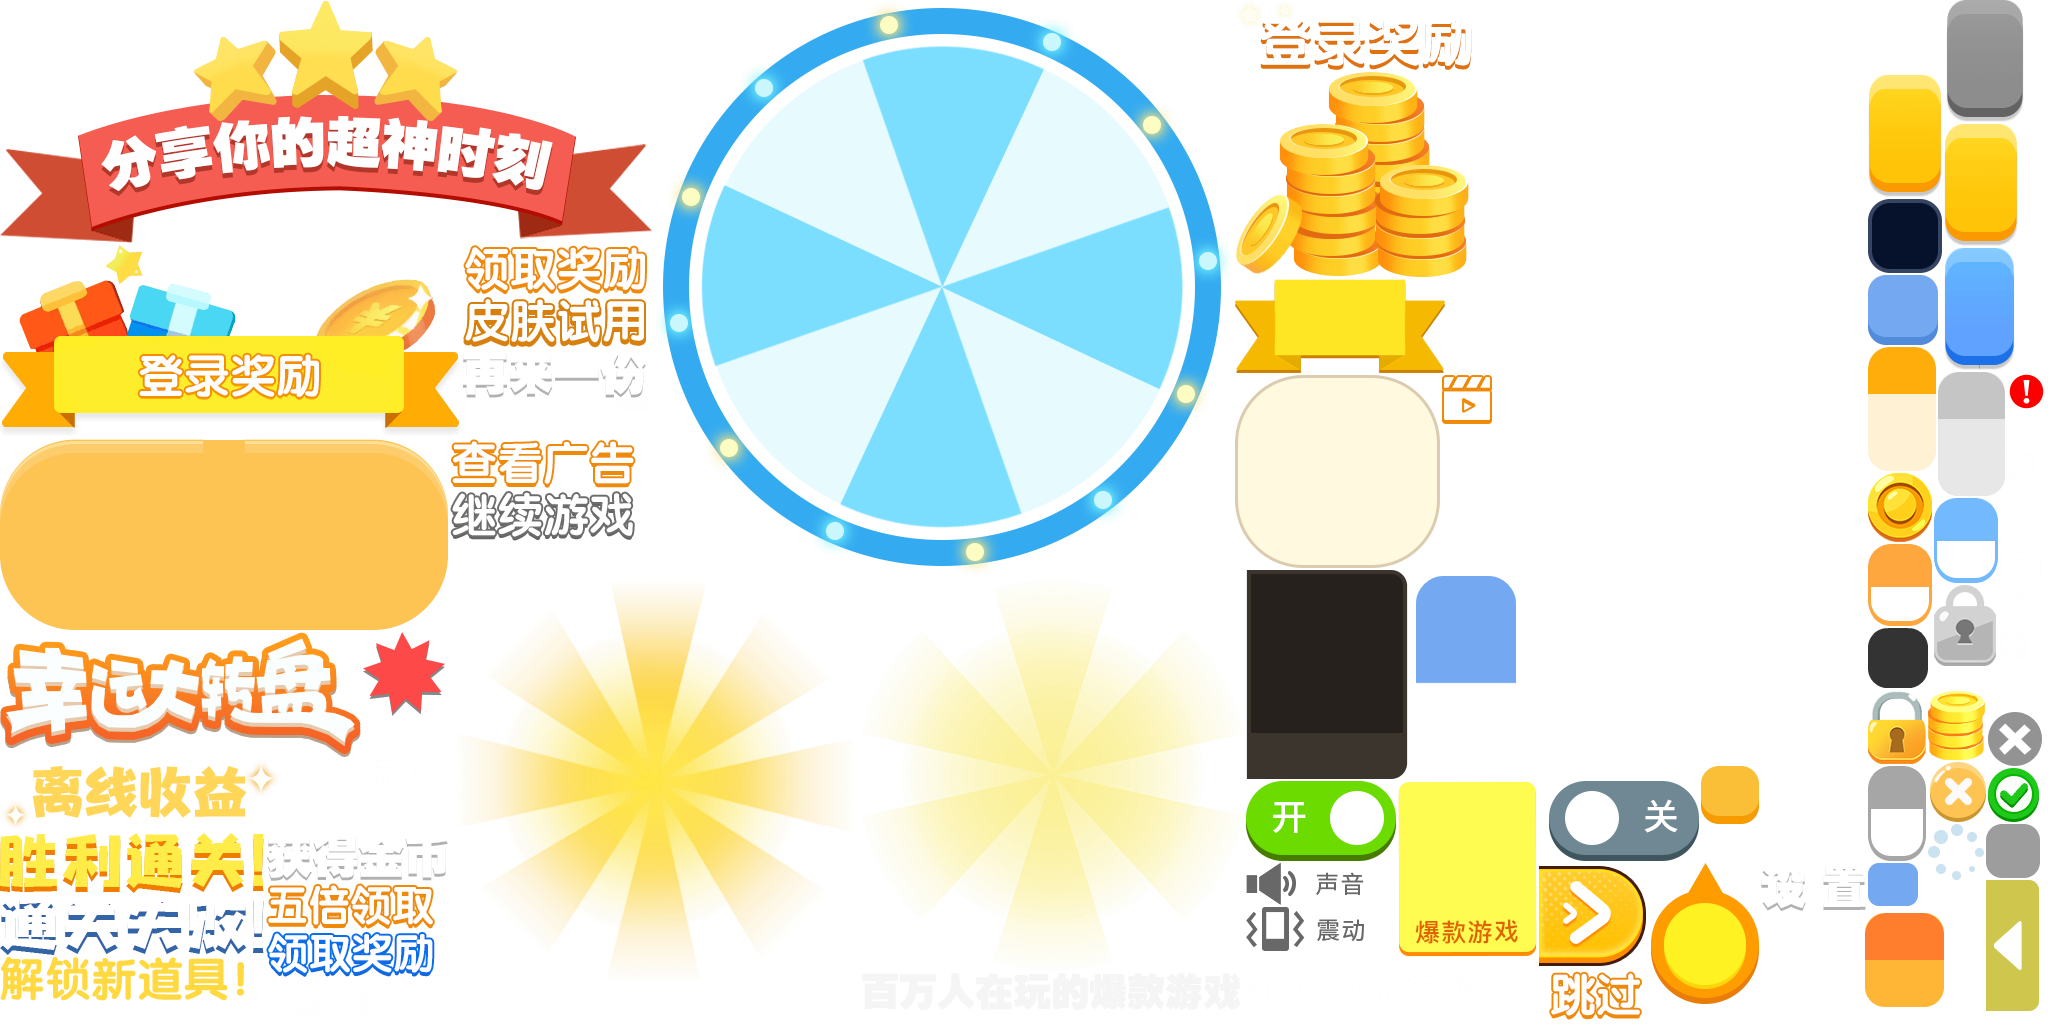 分享你的超神时刻
登录奖励
领取奖励
皮肤试用
再来一份
登录奖励
查看广告
继续游戏
幸运大转盘
离线收益
胜利通关!
获得金币
五倍领取
通关失败!
领取奖励
解锁新道具!
开
关
声音
震动
爆款游戏
跳过
设置
百万人在玩的爆款游戏